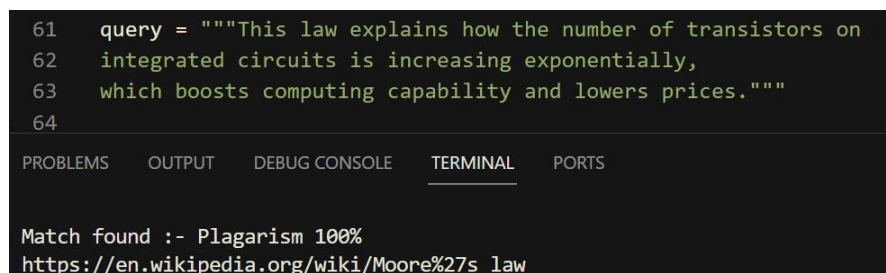 61 query = """This law explains how the number of transistors on
62 integrated circuits is increasing exponentially,
63 which boosts computing capability and lowers prices."""
64
PROBLEMS OUTPUT DEBUG CONSOLE TERMINAL PORTS
Match found :- Plagarism 100%
https://en.wikipedia.org/wiki/Moore%27s law